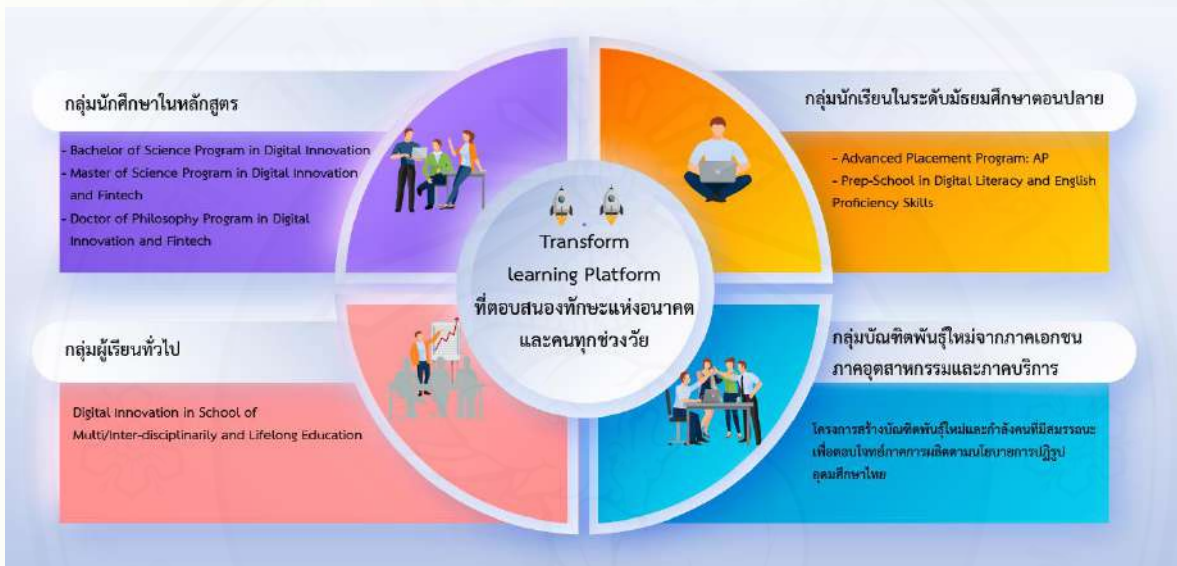 กลุ่มนักศึกษาในหลักสูตร
- Bachelor of Science Program in Digital Innovation
- Master of Science Program in Digital Innovation
and Fintech
- Doctor of Philosophy Program in Digital
Innovation and Fintech
กลุ่มนักเรียนในระดับมัธยมศึกษาตอนปลาย
- Advanced Placement Program: AP
- Prep-School in Digital Literacy and English
Proficiency Skills
Transform
learning Platform
ที่ตอบสนองทักษะแห่งอนาคต
และคนทุกช่วงวัย
กลุ่มผู้เรียนทั่วไป
Digital Innovation in School of
Multi/Inter-disciplinarily and Lifelong Education
กลุ่มบัณฑิตพันธุ์ใหม่จากภาคเอกชน
ภาคอุตสาหกรรมและภาคบริการ
โครงการสร้างบัณฑิตพันธุ์ใหม่และกำลังคนที่มีสมรรถนะ
เพื่อตอบโจทย์ภาคการผลิตตามนโยบายการปฏิรูป
อุดมศึกษาไทย